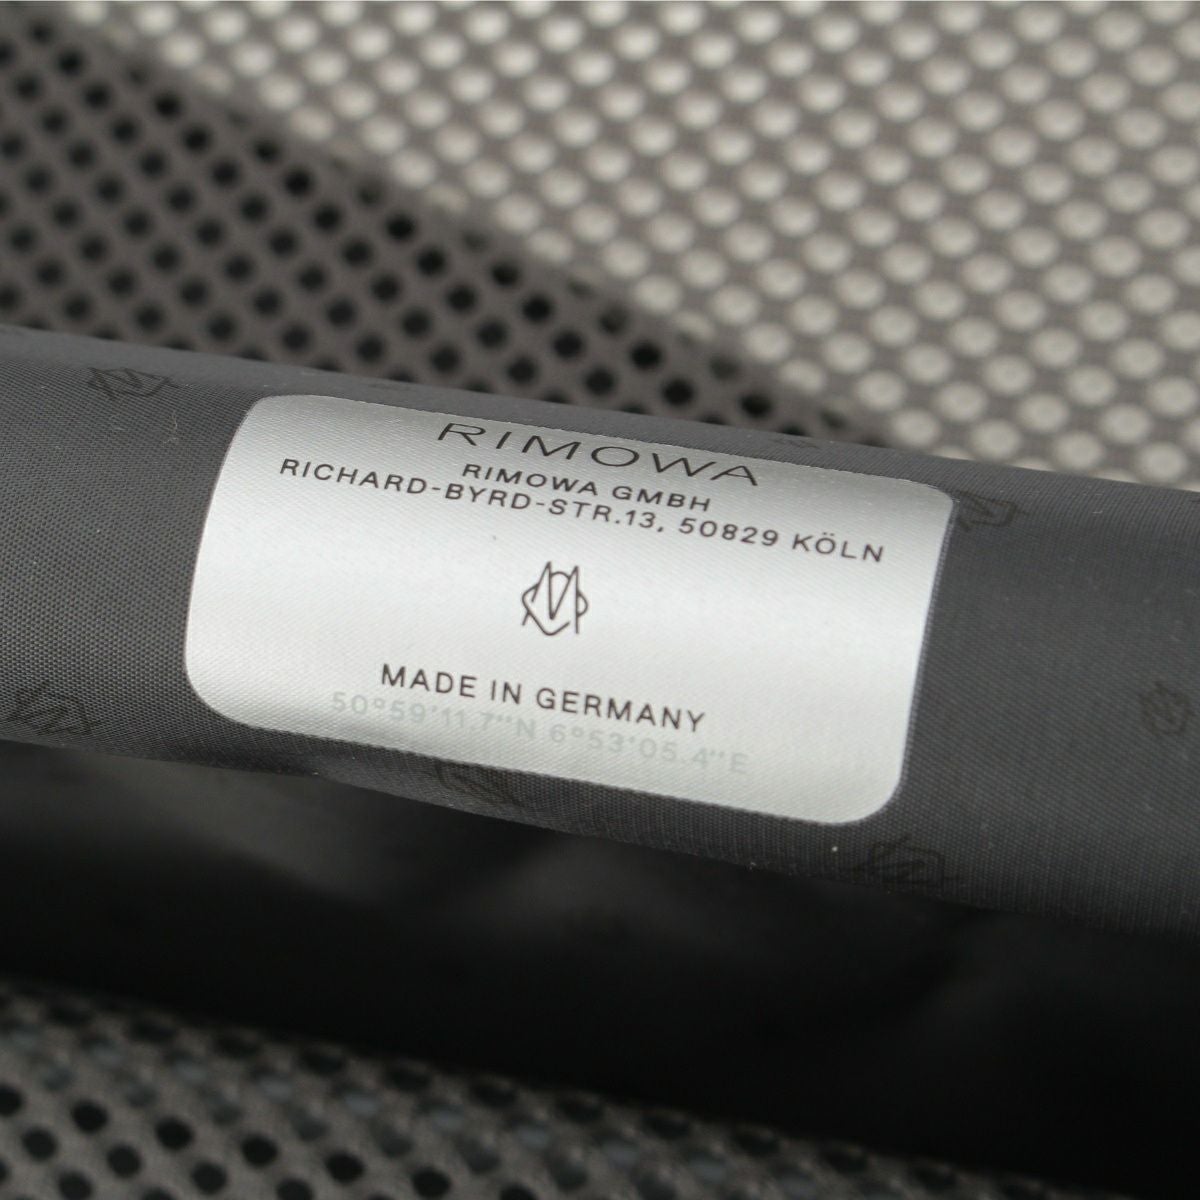 RIMOWA
RIMOWA GMBH
RICHARD-BYRD-STR.13, 50829 KÖLN
MADE IN GERMANY
50°59'11.7"N 6°53'05.4"E